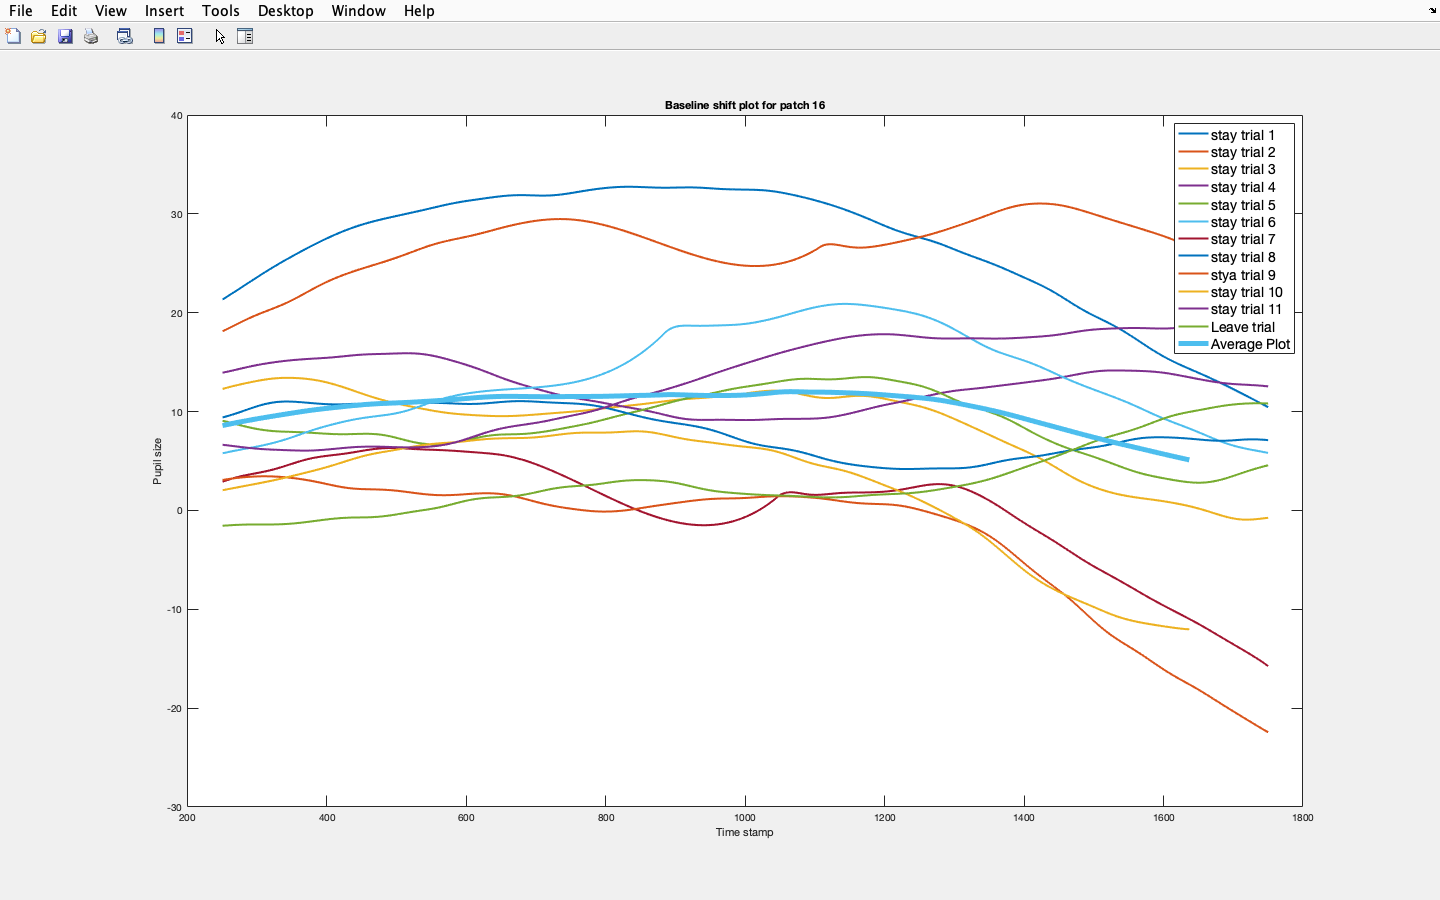 File Edit View Insert Tools Desktop Window Help
Baseline shift plot for patch 16
40
30
20
10
0
-10
-20
-30
Pupil size
200 400 600 800 1000 1200 1400 1600 1800
Time stamp
stay trial 1
stay trial 2
stay trial 3
stay trial 4
stay trial 5
stay trial 6
stay trial 7
stay trial 8
stya trial 9
stay trial 10
stay trial 11
Leave trial
Average Plot